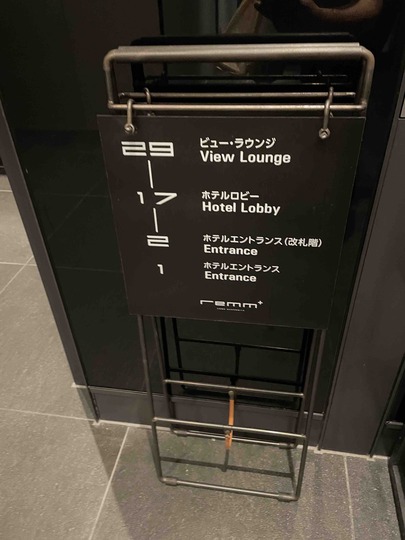 29 ビュー・ラウンジ
View Lounge
17 ホテルロビー
Hotel Lobby
2 ホテルエントランス(改札階)
Entrance
1 ホテルエントランス
Entrance
remm+